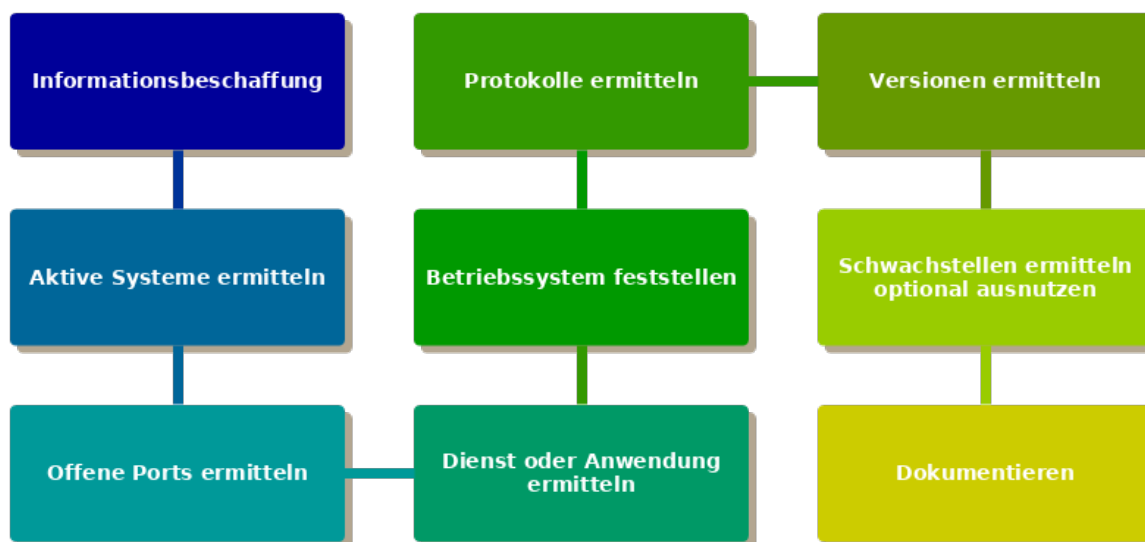 Informationsbeschaffung
Aktive Systeme ermitteln
Offene Ports ermitteln
Dienst oder Anwendung
ermitteln
Betriebssystem feststellen
Protokolle ermitteln
Versionen ermitteln
Schwachstellen ermitteln
optional ausnutzen
Dokumentieren